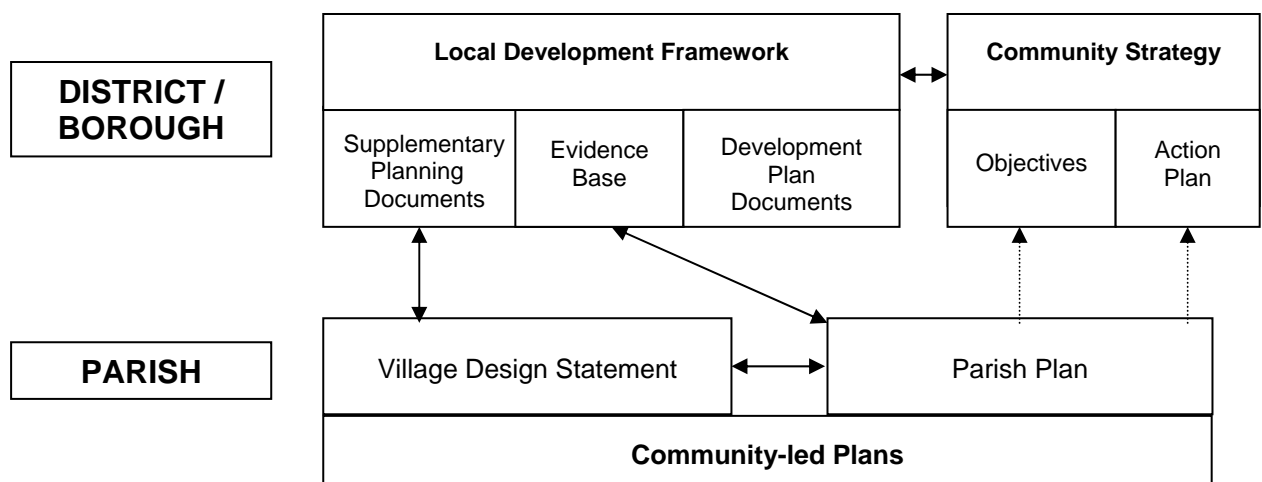 DISTRICT /
BOROUGH
Local Development Framework
Community Strategy
Supplementary
Planning
Documents
Evidence
Base
Development
Plan
Documents
Objectives
Action
Plan
PARISH
Village Design Statement
Parish Plan
Community-led Plans